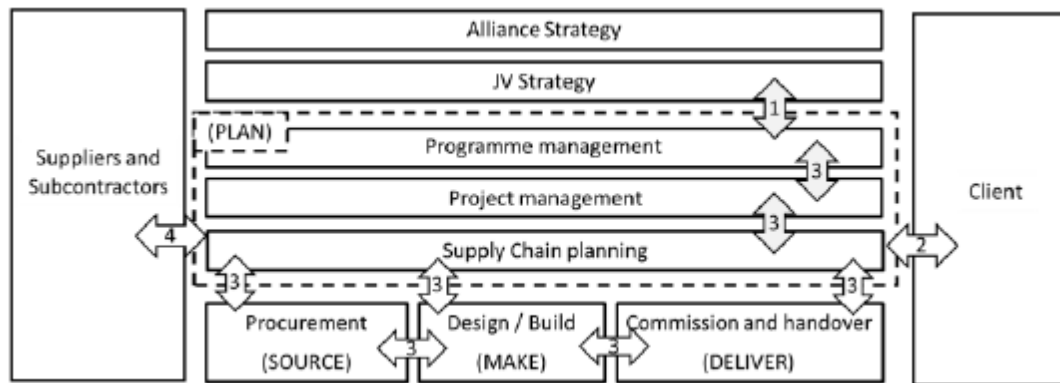 Alliance Strategy
JV Strategy
1
(PLAN)
Programme management
3
Suppliers and
Subcontractors
Project management
Client
3
4
Supply Chain planning
2
3
3
3
Procurement
(SOURCE)
3
Design / Build
(MAKE)
3
Commission and handover
(DELIVER)